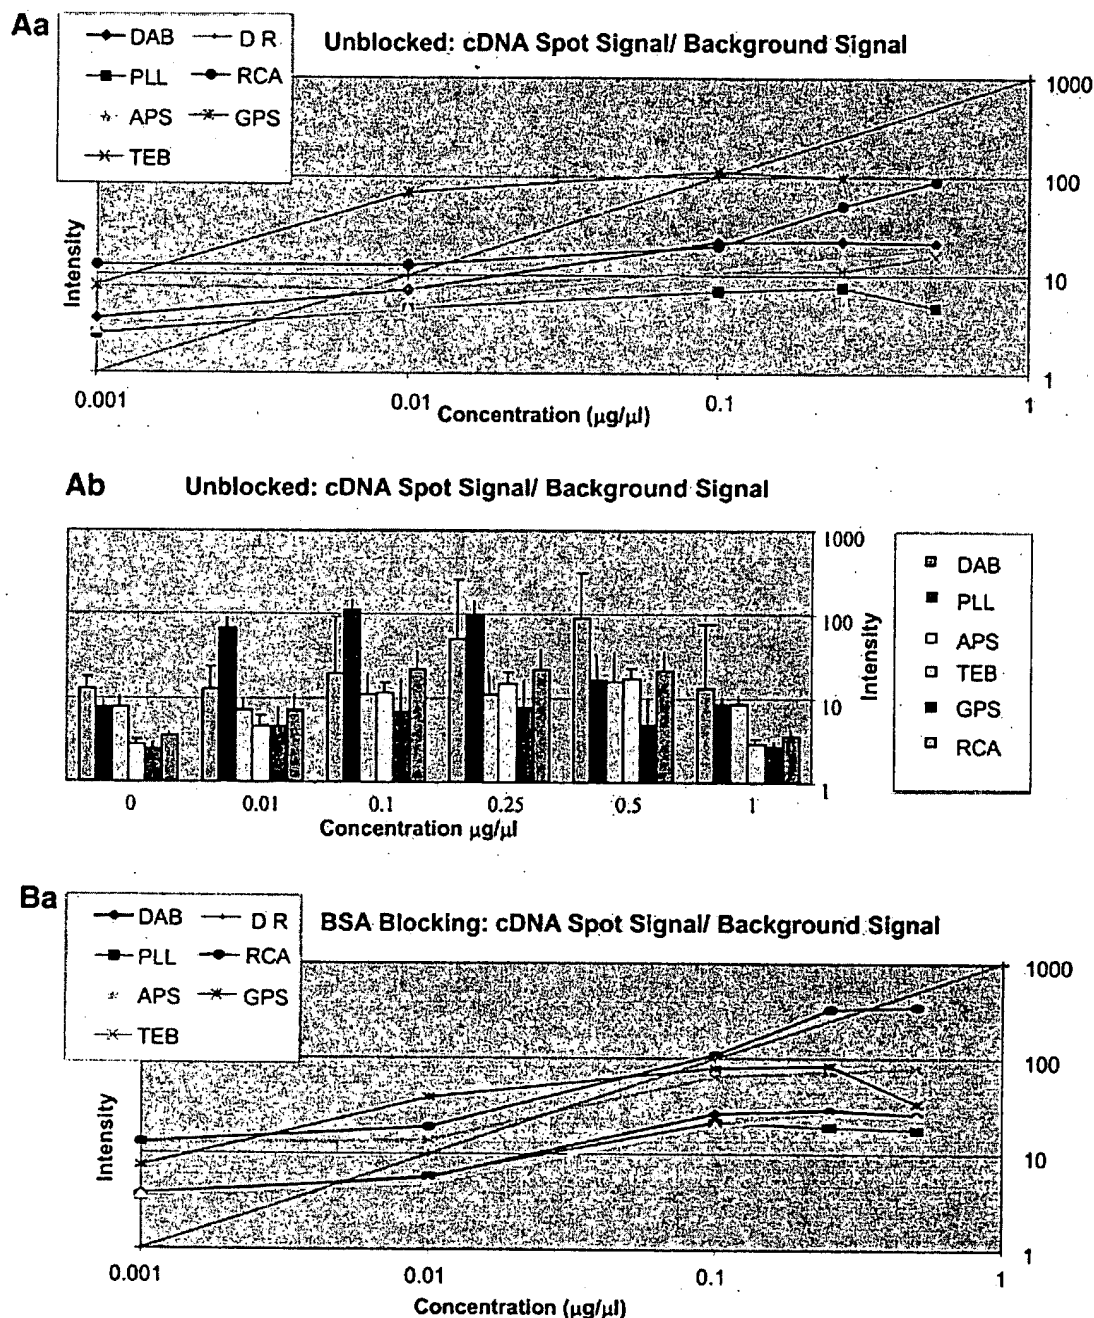 Aa
DAB D R
PLL RCA
APS GPS
TEB
Unblocked: cDNA Spot Signal/ Background Signal
1000
100
10
1
Intensity
0.001 0.01 0.1 1
Concentration (µg/µl)
Ab
Unblocked: cDNA Spot Signal/ Background Signal
1000
100
10
1
Intensity
0 0.01 0.1 0.25 0.5 1
Concentration µg/µl
DAB
PLL
APS
TEB
GPS
RCA
Ba
DAB D R
PLL RCA
APS GPS
TEB
BSA Blocking: cDNA Spot Signal/ Background Signal
1000
100
10
1
Intensity
0.001 0.01 0.1 1
Concentration (µg/µl)